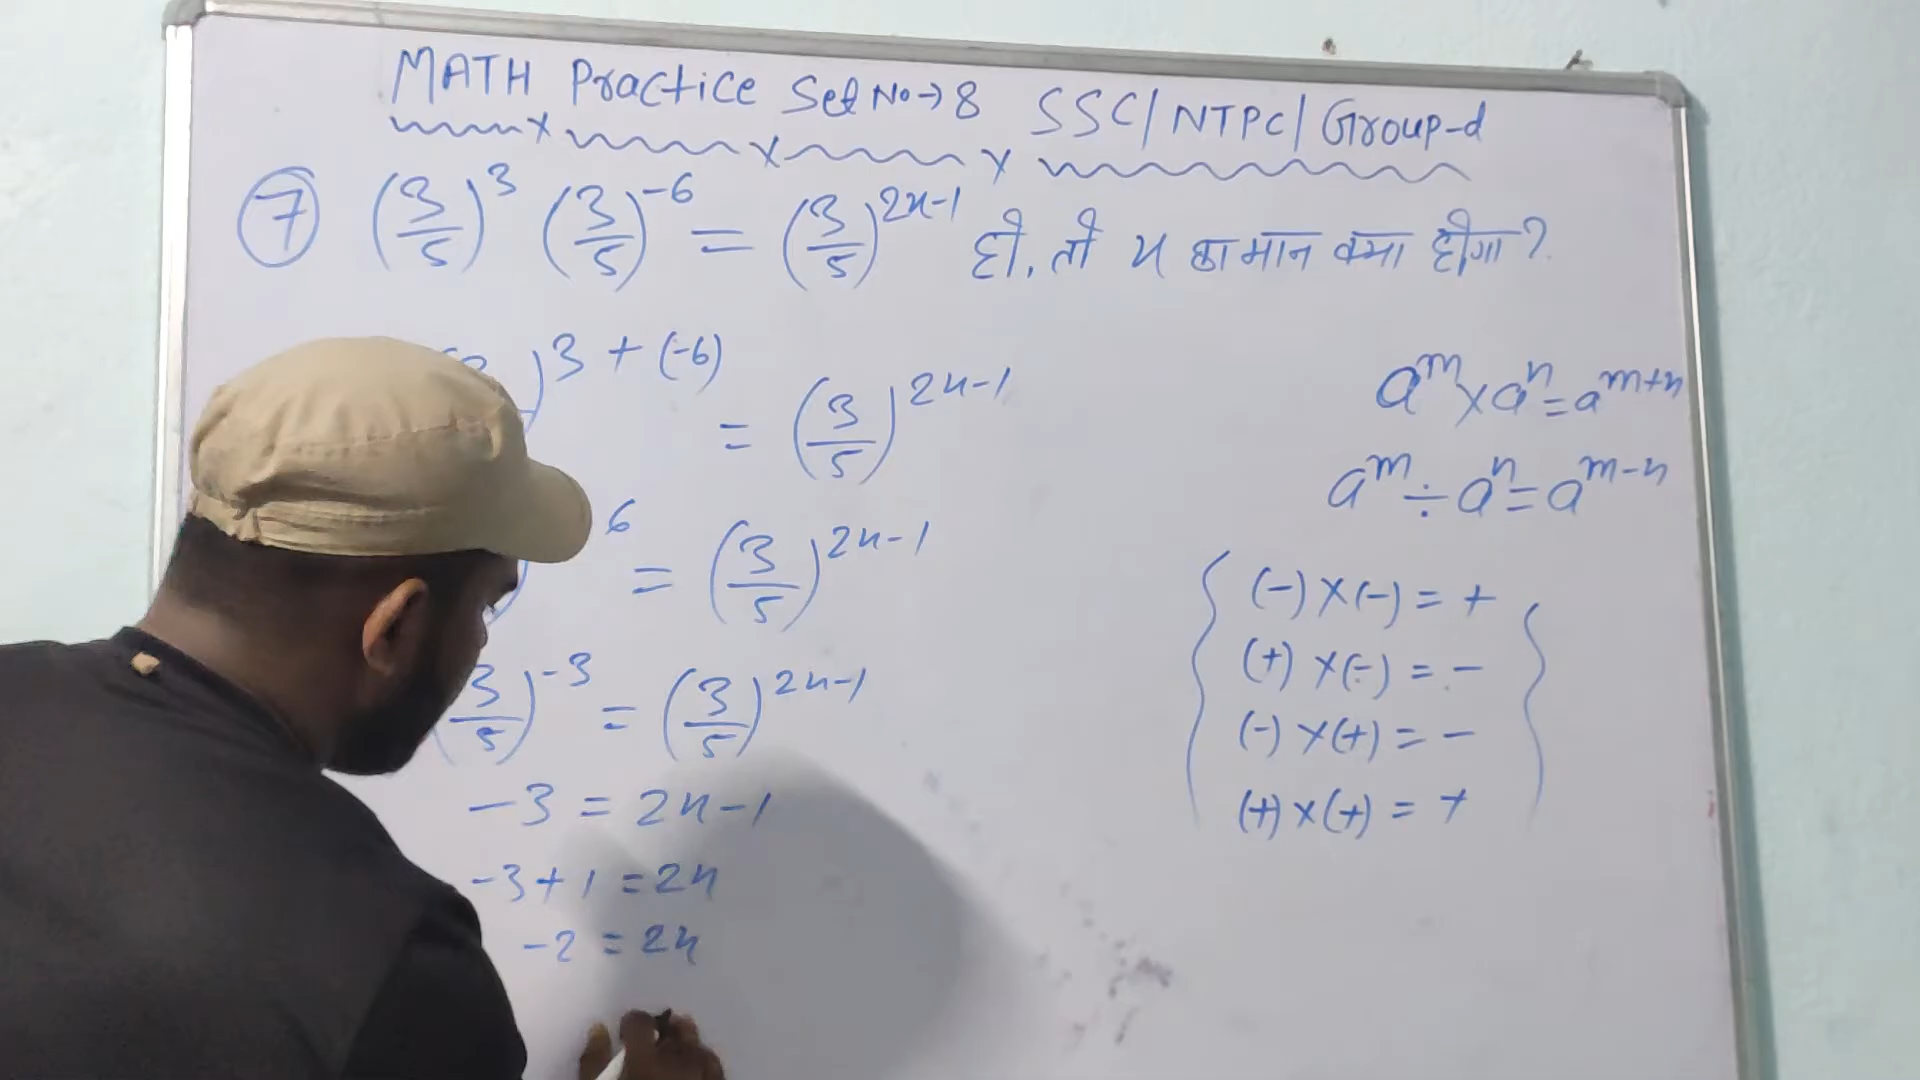 MATH Practice Set No→8 SSC/NTPC/Group-d
⑦ (3/5)^3 (3/5)^-6 = (3/5)^2x-1 हो, तो x का मान क्या होगा?
)^3 + (-6) = (3/5)^2x-1
6 = (3/5)^2x-1
(3/5)^-3 = (3/5)^2x-1
-3 = 2x-1
-3+1 = 2x
-2 = 2x
a^m × a^n = a^m+n
a^m ÷ a^n = a^m-n
(-) × (-) = +
(+) × (-) = -
(-) × (+) = -
(+) × (+) = +